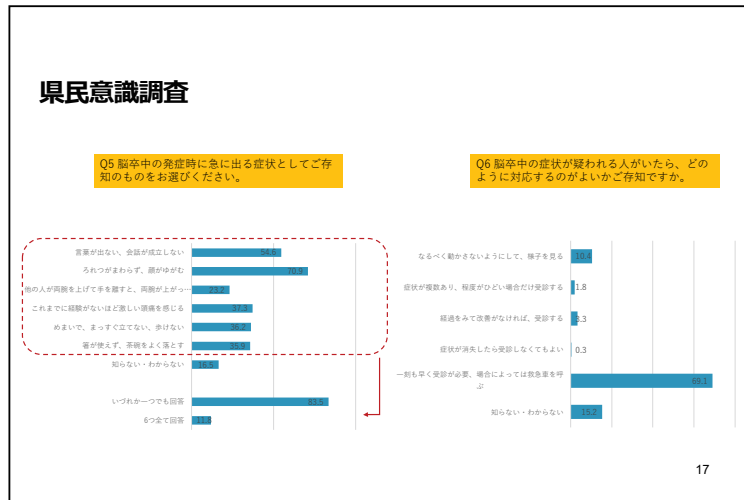 県民意識調査
Q5 脳卒中の発症時に急に出る症状としてご存
知のものをお選びください。
言葉が出ない、会話が成立しない
54.6
ろれつがまわらず、顔がゆがむ
70.9
他の人が両腕を上げて手を離すと、両腕が上がっ…
23.2
これまでに経験がないほど激しい頭痛を感じる
37.3
めまいで、まっすぐ立てない、歩けない
36.2
箸が使えず、茶碗をよく落とす
35.9
知らない・わからない
16.5
いづれか一つでも回答
83.5
6つ全て回答
11.8
Q6 脳卒中の症状が疑われる人がいたら、どの
ように対応するのがよいかご存知ですか。
なるべく動かさないようにして、様子を見る
10.4
症状が複数あり、程度がひどい場合だけ受診する
1.8
経過をみて改善がなければ、受診する
3.3
症状が消失したら受診しなくてもよい
0.3
一刻も早く受診が必要、場合によっては救急車を呼
ぶ
69.1
知らない・わからない
15.2
17